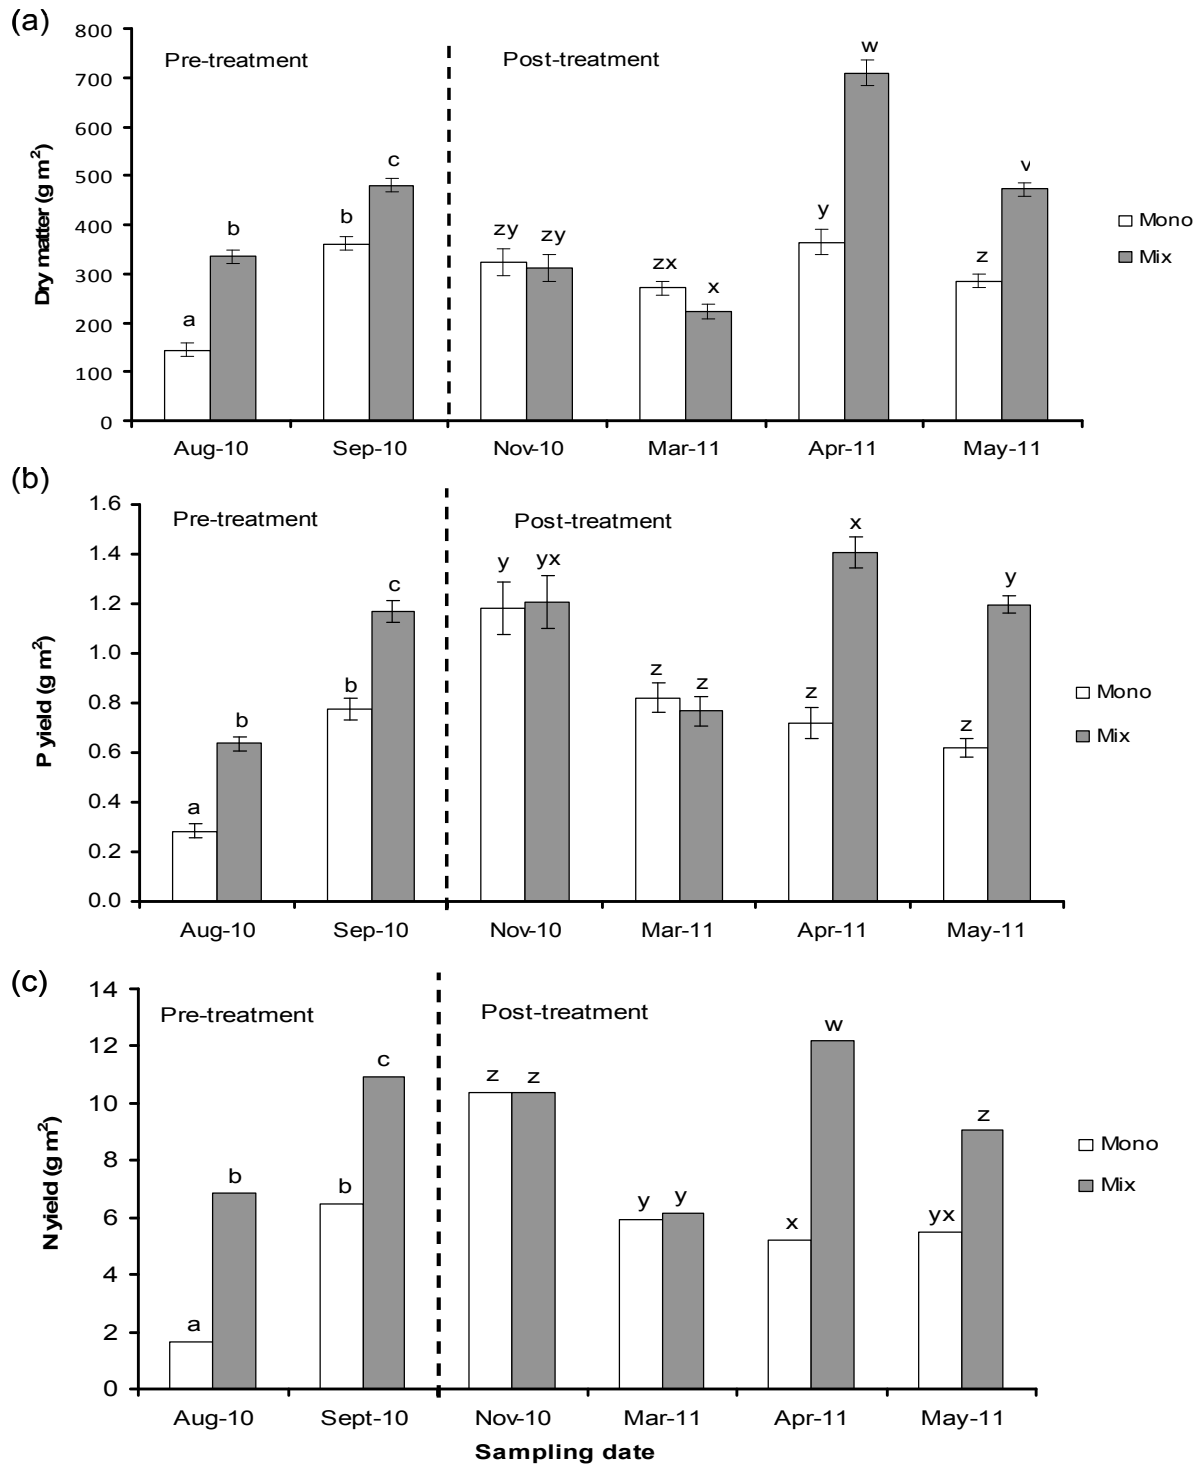 (a)
800
700
600
500
400
300
200
100
0
Dry matter (g m²)
Pre-treatment
Post-treatment
a
b
b
c
zy
zy
zx
x
y
w
z
v
Mono
Mix
Aug-10
Sep-10
Nov-10
Mar-11
Apr-11
May-11
(b)
1.6
1.4
1.2
1.0
0.8
0.6
0.4
0.2
0.0
P yield (g m²)
Pre-treatment
Post-treatment
a
b
b
c
y
yx
z
z
z
x
z
y
Mono
Mix
Aug-10
Sep-10
Nov-10
Mar-11
Apr-11
May-11
(c)
14
12
10
8
6
4
2
0
N yield (g m²)
Pre-treatment
Post-treatment
a
b
b
c
z
z
y
y
x
w
yx
z
Mono
Mix
Aug-10
Sept-10
Nov-10
Mar-11
Apr-11
May-11
Sampling date